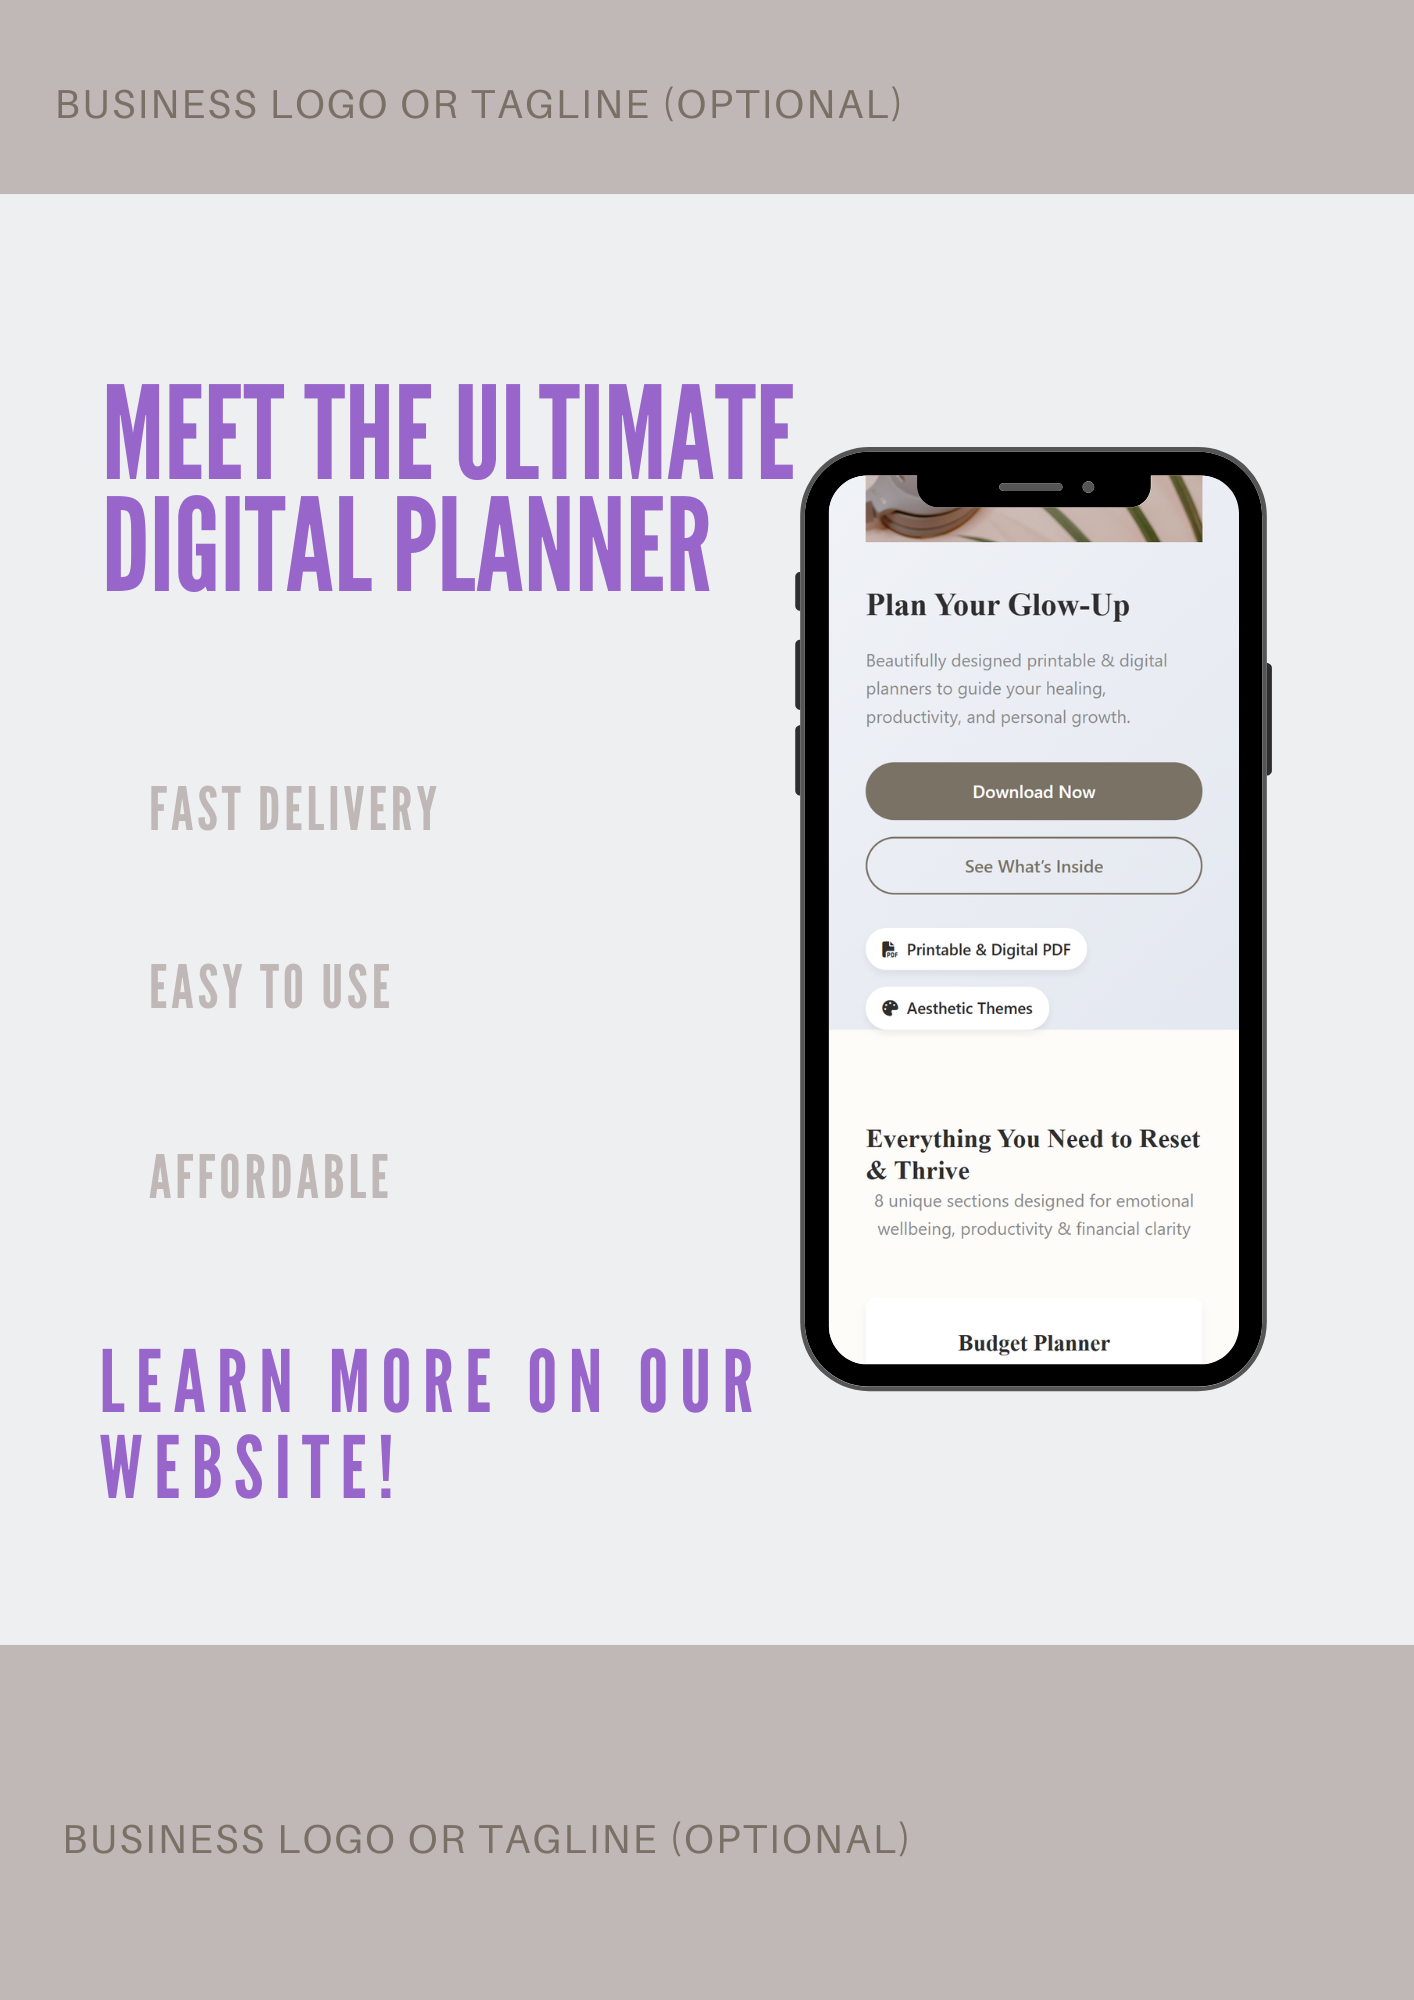 BUSINESS LOGO OR TAGLINE (OPTIONAL)
MEET THE ULTIMATE
DIGITAL PLANNER
FAST DELIVERY
EASY TO USE
AFFORDABLE
LEARN MORE ON OUR
WEBSITE!
Plan Your Glow-Up
Beautifully designed printable & digital
planners to guide your healing,
productivity, and personal growth.
Download Now
See What's Inside
PDF Printable & Digital PDF
Aesthetic Themes
Everything You Need to Reset
& Thrive
8 unique sections designed for emotional
wellbeing, productivity & financial clarity
Budget Planner
BUSINESS LOGO OR TAGLINE (OPTIONAL)